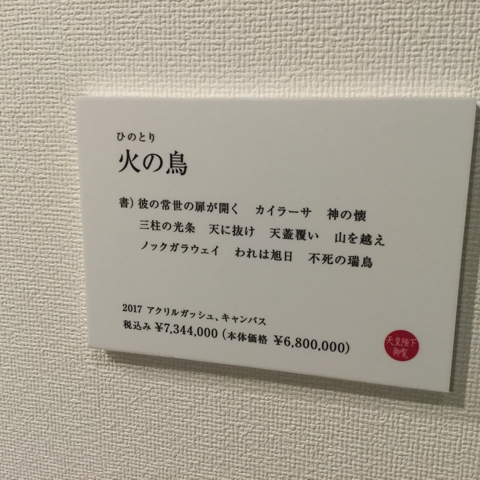 ひのとり
火の鳥
書) 彼の常世の扉が開く　カイラーサ　神の懐
三柱の光条　天に抜け　天蓋覆い　山を越え
ノックガラウェイ　われは旭日　不死の瑞鳥
2017 アクリルガッシュ、キャンバス
税込み ¥7,344,000 (本体価格 ¥6,800,000)
天皇陛下
御覧